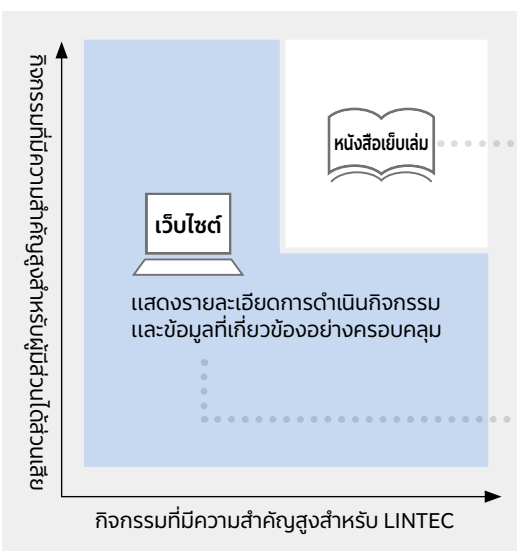 กิจกรรมที่มีความสำคัญสูงสำหรับผู้มีส่วนได้ส่วนเสีย
หนังสือเย็บเล่ม
เว็บไซต์
แสดงรายละเอียดการดำเนินกิจกรรม
และข้อมูลที่เกี่ยวข้องอย่างครอบคลุม
กิจกรรมที่มีความสำคัญสูงสำหรับ LINTEC